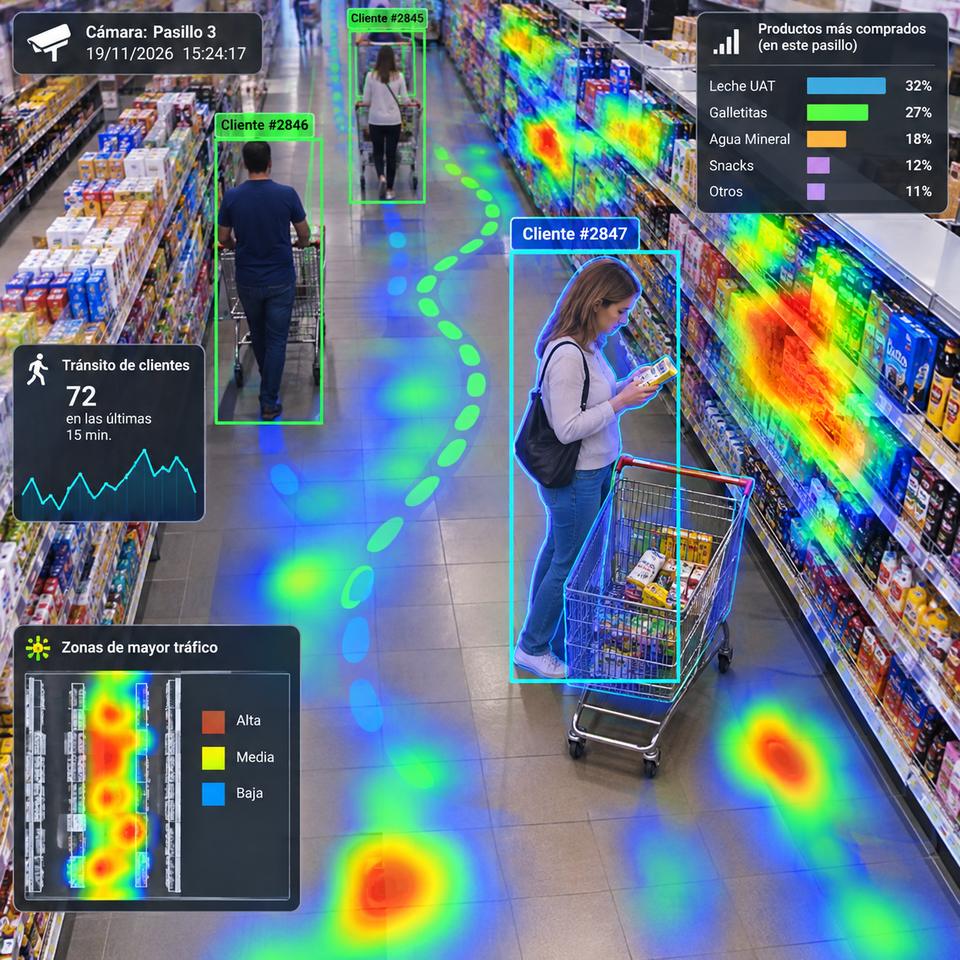 Cámara: Pasillo 3
19/11/2026 15:24:17
Cliente #2845
Productos más comprados
(en este pasillo)
Leche UAT 32%
Galletitas 27%
Agua Mineral 18%
Snacks 12%
Otros 11%
Cliente #2846
Cliente #2847
Tránsito de clientes
72
en las últimas
15 min.
Zonas de mayor tráfico
Alta
Media
Baja